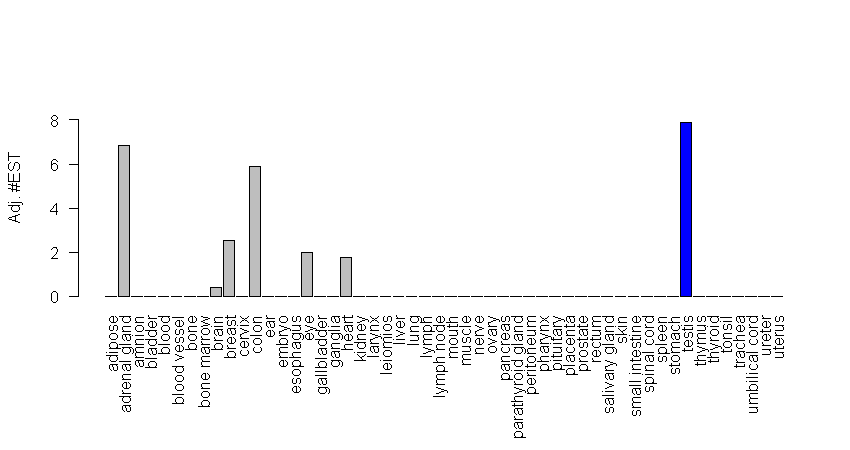 Adj. #EST
8
6
4
2
0
adipose
adrenal gland
amnion
bladder
blood
blood vessel
bone
bone marrow
brain
breast
cervix
colon
ear
embryo
esophagus
eye
gallbladder
ganglia
heart
kidney
larynx
leiomios
liver
lung
lymph
lymph node
mouth
muscle
nerve
ovary
pancreas
parathyroid gland
peritoneum
pharynx
pituitary
placenta
prostate
rectum
salivary gland
skin
small intestine
spinal cord
spleen
stomach
testis
thymus
thyroid
tonsil
trachea
umbilical cord
ureter
uterus